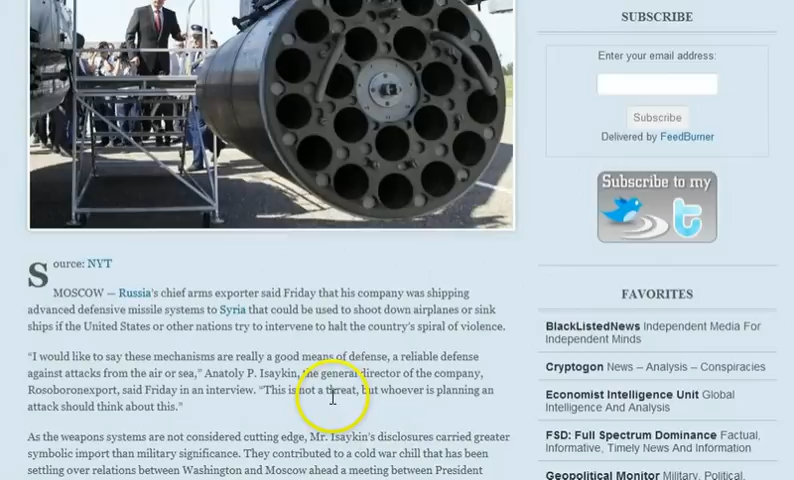 Source: NYT
MOSCOW — Russia's chief arms exporter said Friday that his company was shipping
advanced defensive missile systems to Syria that could be used to shoot down airplanes or sink
ships if the United States or other nations try to intervene to halt the country's spiral of violence.
“I would like to say these mechanisms are really a good means of defense, a reliable defense
against attacks from the air or sea,” Anatoly P. Isaykin, the general director of the company,
Rosoboronexport, said Friday in an interview. “This is not a threat, but whoever is planning an
attack should think about this.”
As the weapons systems are not considered cutting edge, Mr. Isaykin's disclosures carried greater
symbolic import than military significance. They contributed to a cold war chill that has been
settling over relations between Washington and Moscow ahead a meeting between President
SUBSCRIBE
Enter your email address:
Subscribe
Delivered by FeedBurner
Subscribe to my
t
FAVORITES
BlackListedNews Independent Media For
Independent Minds
Cryptogon News – Analysis – Conspiracies
Economist Intelligence Unit Global
Intelligence And Analysis
FSD: Full Spectrum Dominance Factual,
Informative, Timely News And Information
Geopolitical Monitor Military, Political,